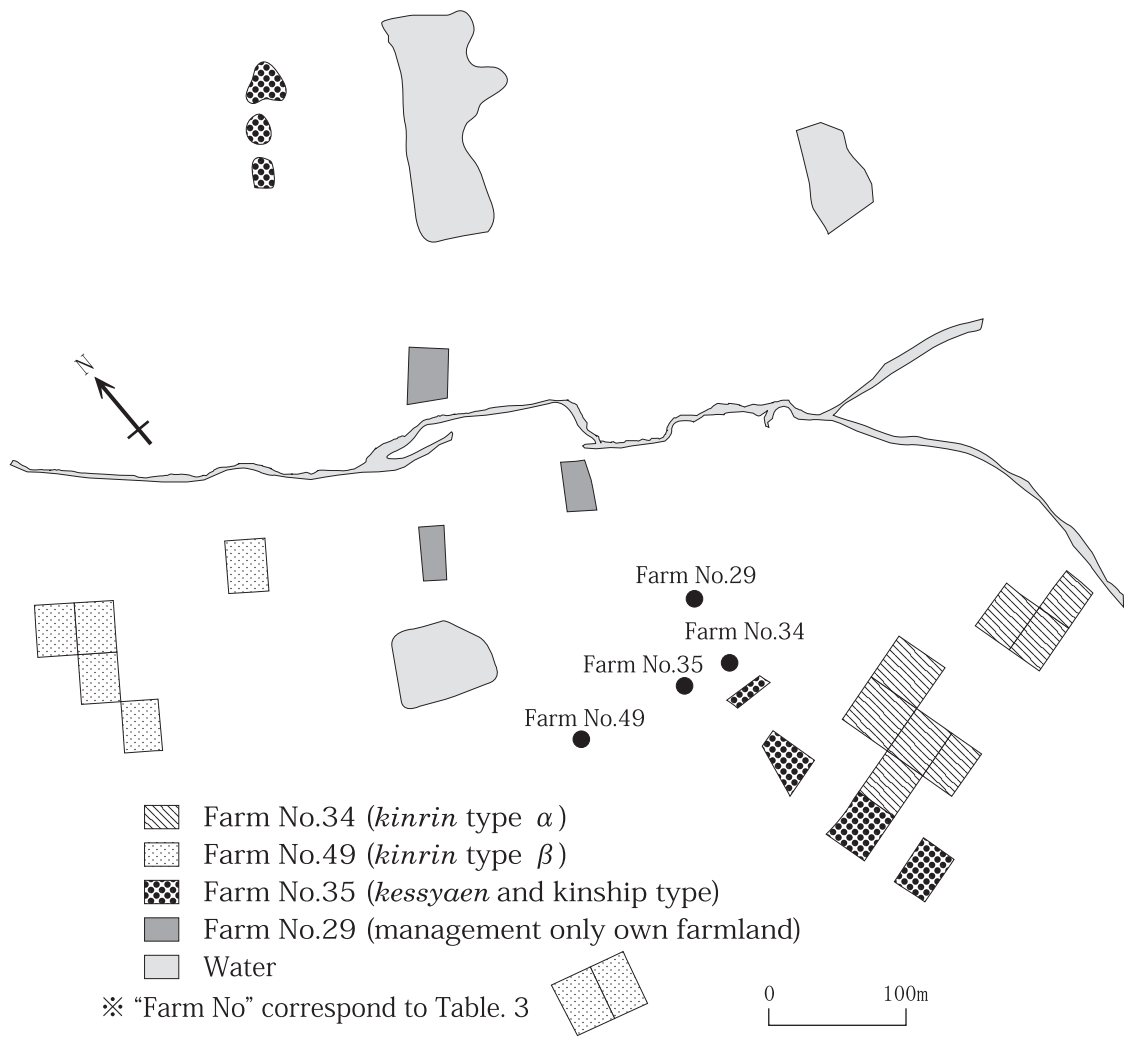 N
Farm No.29
Farm No.34
Farm No.35
Farm No.49
Farm No.34 (kinrin type α)
Farm No.49 (kinrin type β)
Farm No.35 (kessyaen and kinship type)
Farm No.29 (management only own farmland)
Water
※ “Farm No” correspond to Table. 3
0 100m